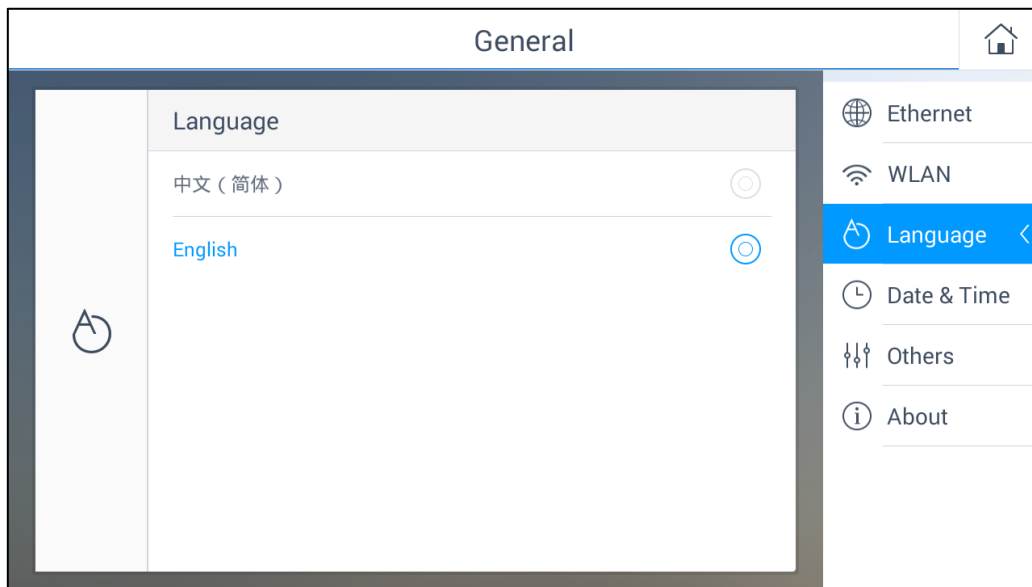 General
Language
中文（简体）
English
Ethernet
WLAN
Language
Date & Time
Others
About